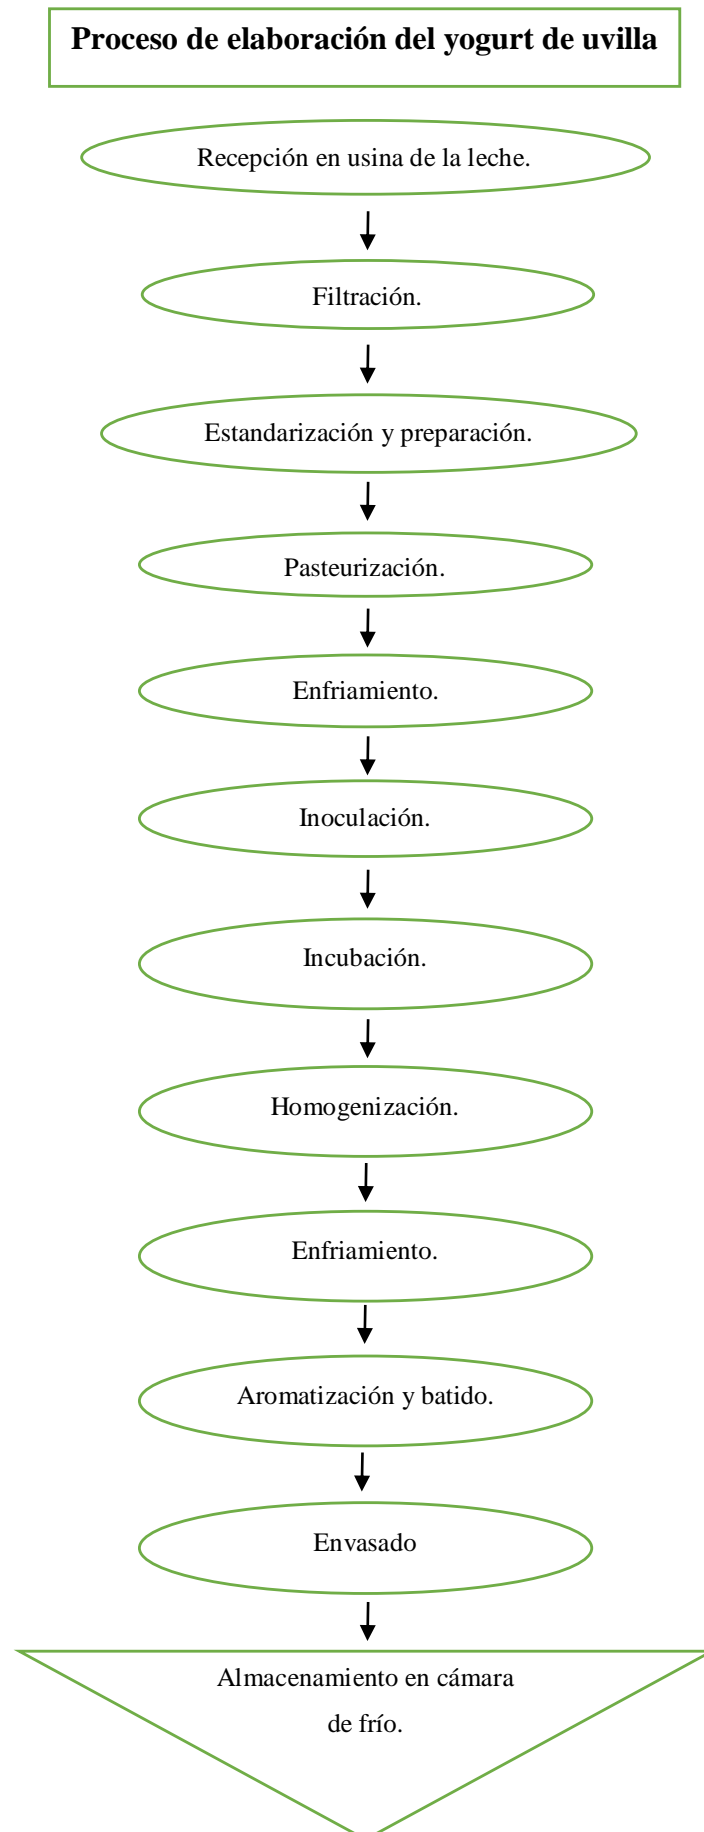 Proceso de elaboración del yogurt de uvilla
Recepción en usina de la leche.
Filtración.
Estandarización y preparación.
Pasteurización.
Enfriamiento.
Inoculación.
Incubación.
Homogenización.
Enfriamiento.
Aromatización y batido.
Envasado
Almacenamiento en cámara
de frío.